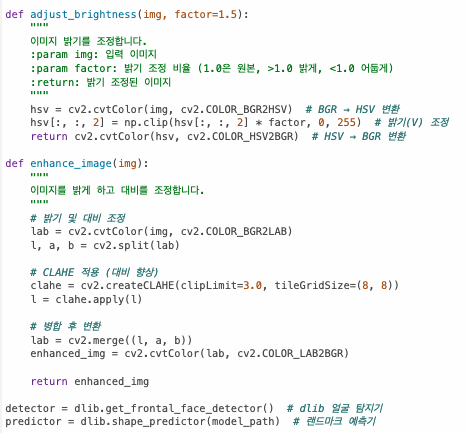 def adjust_brightness(img, factor=1.5):
    """
    이미지 밝기를 조정합니다.
    :param img: 입력 이미지
    :param factor: 밝기 조정 비율 (1.0은 원본, >1.0 밝게, <1.0 어둡게)
    :return: 밝기 조정된 이미지
    """
    hsv = cv2.cvtColor(img, cv2.COLOR_BGR2HSV)  # BGR → HSV 변환
    hsv[:, :, 2] = np.clip(hsv[:, :, 2] * factor, 0, 255)  # 밝기(V) 조정
    return cv2.cvtColor(hsv, cv2.COLOR_HSV2BGR)  # HSV → BGR 변환

def enhance_image(img):
    """
    이미지를 밝게 하고 대비를 조정합니다.
    """
    # 밝기 및 대비 조정
    lab = cv2.cvtColor(img, cv2.COLOR_BGR2LAB)
    l, a, b = cv2.split(lab)

    # CLAHE 적용 (대비 향상)
    clahe = cv2.createCLAHE(clipLimit=3.0, tileGridSize=(8, 8))
    l = clahe.apply(l)

    # 병합 후 변환
    lab = cv2.merge((l, a, b))
    enhanced_img = cv2.cvtColor(lab, cv2.COLOR_LAB2BGR)

    return enhanced_img

detector = dlib.get_frontal_face_detector()  # dlib 얼굴 탐지기
predictor = dlib.shape_predictor(model_path)  # 랜드마크 예측기